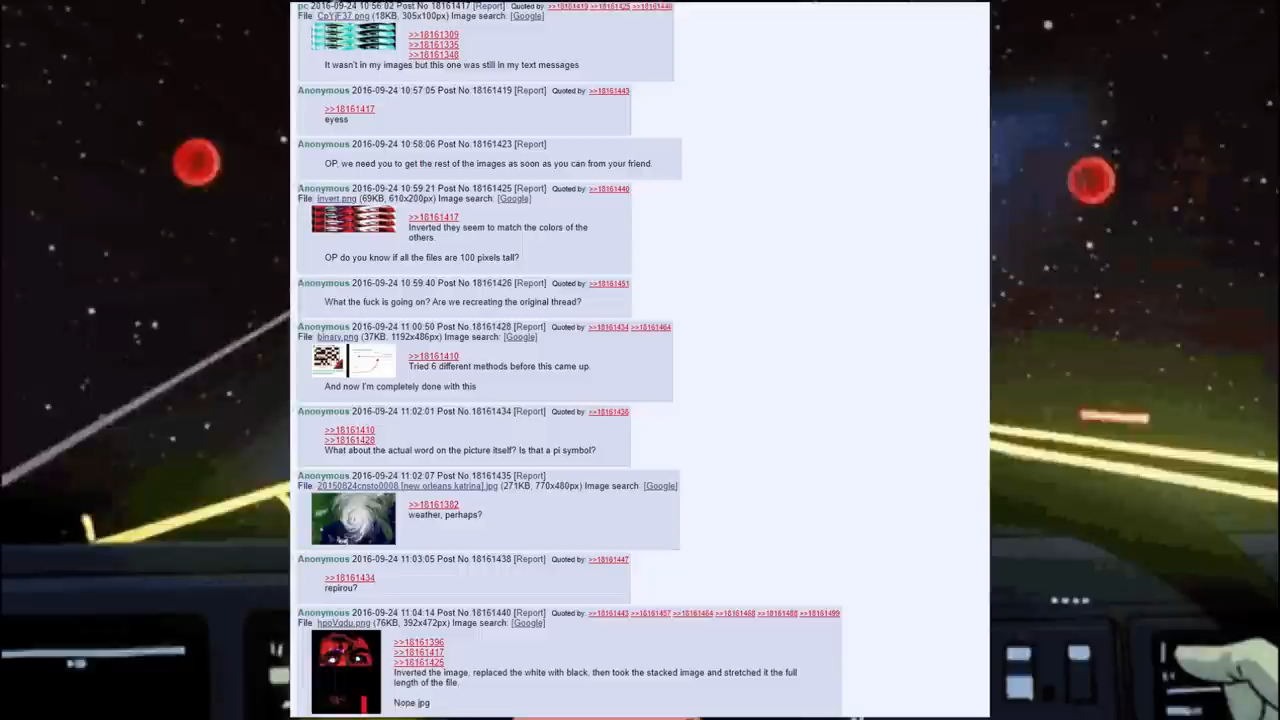 pc 2016-09-24 10:56:02 Post No.18161417 [Report] Quoted by: >>18161419 >>18161425 >>18161440
File: CpYjF37.png (18KB, 305x100px) Image search: [Google]
>>18161309
>>18161335
>>18161348
It wasn't in my images but this one was still in my text messages
Anonymous 2016-09-24 10:57:05 Post No.18161419 [Report] Quoted by: >>18161443
>>18161417
eyess
Anonymous 2016-09-24 10:58:06 Post No.18161423 [Report]
OP, we need you to get the rest of the images as soon as you can from your friend.
Anonymous 2016-09-24 10:59:21 Post No.18161425 [Report] Quoted by: >>18161440
File: invert.png (69KB, 610x200px) Image search: [Google]
>>18161417
Inverted they seem to match the colors of the
others.
OP do you know if all the files are 100 pixels tall?
Anonymous 2016-09-24 10:59:40 Post No.18161426 [Report] Quoted by: >>18161451
What the fuck is going on? Are we recreating the original thread?
Anonymous 2016-09-24 11:00:50 Post No.18161428 [Report] Quoted by: >>18161434 >>18161464
File: binary.png (37KB, 1192x486px) Image search: [Google]
>>18161410
Tried 6 different methods before this came up.
And now I'm completely done with this
Anonymous 2016-09-24 11:02:01 Post No.18161434 [Report] Quoted by: >>18161438
>>18161410
>>18161428
What about the actual word on the picture itself? Is that a pi symbol?
Anonymous 2016-09-24 11:02:07 Post No.18161435 [Report]
File: 20150824cnsto0008 [new orleans katrina].jpg (271KB, 770x480px) Image search: [Google]
>>18161382
weather, perhaps?
Anonymous 2016-09-24 11:03:05 Post No.18161438 [Report] Quoted by: >>18161447
>>18161434
repirou?
Anonymous 2016-09-24 11:04:14 Post No.18161440 [Report] Quoted by: >>18161443 >>18161457 >>18161464 >>18161468 >>18161488 >>18161499
File: hpoVqdu.png (76KB, 392x472px) Image search: [Google]
>>18161396
>>18161417
>>18161425
Inverted the image, replaced the white with black, then took the stacked image and stretched it the full
length of the file.
Nope.jpg